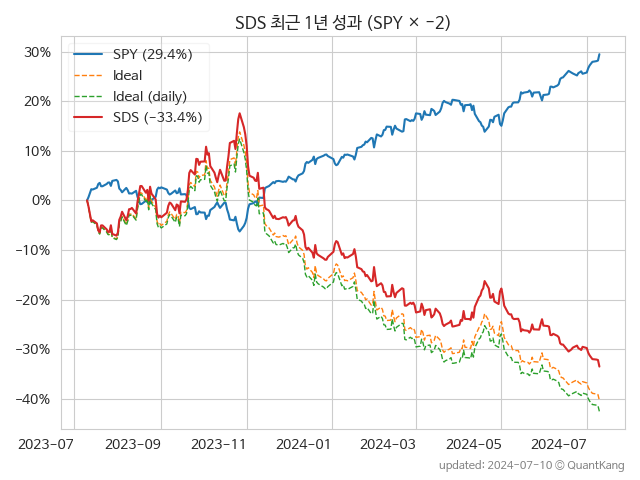 SDS 최근 1년 성과 (SPY × −2)
SPY (29.4%)
Ideal
Ideal (daily)
SDS (−33.4%)
30%
20%
10%
0%
−10%
−20%
−30%
−40%
2023-07 2023-09 2023-11 2024-01 2024-03 2024-05 2024-07
updated: 2024-07-10 © QuantKang